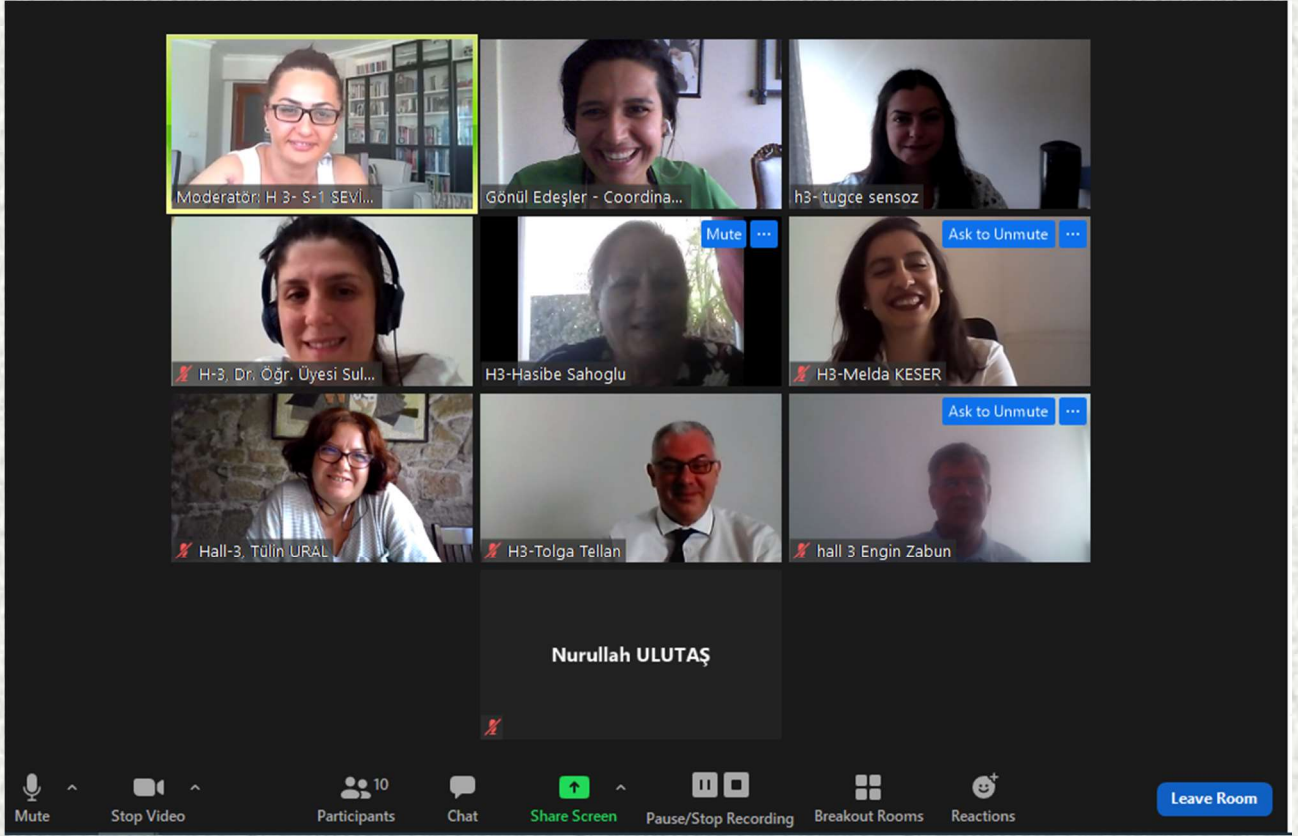 Moderatör: H 3- S-1 SEVİ...
Gönül Edeşler - Coordina...
h3- tugce sensoz
Mute ...
Ask to Unmute ...
H-3, Dr. Öğr. Üyesi Sul...
H3-Hasibe Sahoglu
H3-Melda KESER
Ask to Unmute ...
Hall-3, Tülin URAL
H3-Tolga Tellan
hall 3 Engin Zabun
Nurullah ULUTAŞ
10
Mute
Stop Video
Participants
Chat
Share Screen
Pause/Stop Recording
Breakout Rooms
Reactions
Leave Room